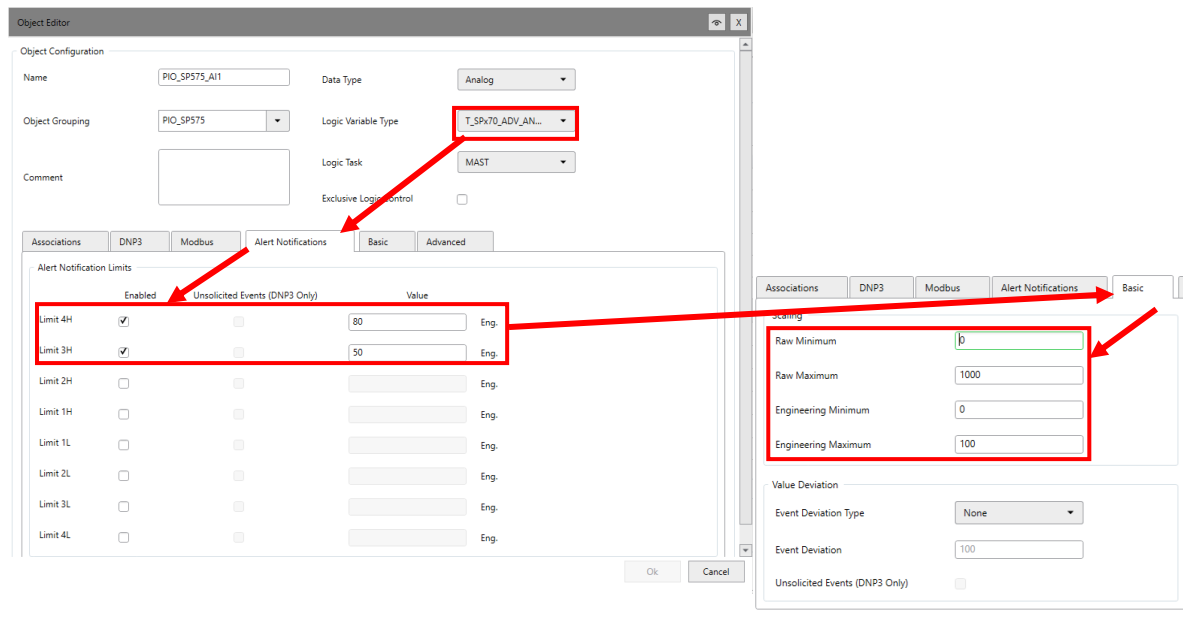 Object Editor
X
Object Configuration
Name
PIO_SP575_AI1
Data Type
Analog
Object Grouping
PIO_SP575
Logic Variable Type
T_SPx70_ADV_AN...
Comment
Logic Task
MAST
Exclusive Logic Control
Associations DNP3 Modbus Alert Notifications Basic Advanced
Alert Notification Limits
Enabled Unsolicited Events (DNP3 Only) Value
Limit 4H 80 Eng.
Limit 3H 50 Eng.
Limit 2H Eng.
Limit 1H Eng.
Limit 1L Eng.
Limit 2L Eng.
Limit 3L Eng.
Limit 4L Eng.
Ok Cancel
Associations DNP3 Modbus Alert Notifications Basic
Scaling
Raw Minimum 0
Raw Maximum 1000
Engineering Minimum 0
Engineering Maximum 100
Value Deviation
Event Deviation Type None
Event Deviation 100
Unsolicited Events (DNP3 Only)